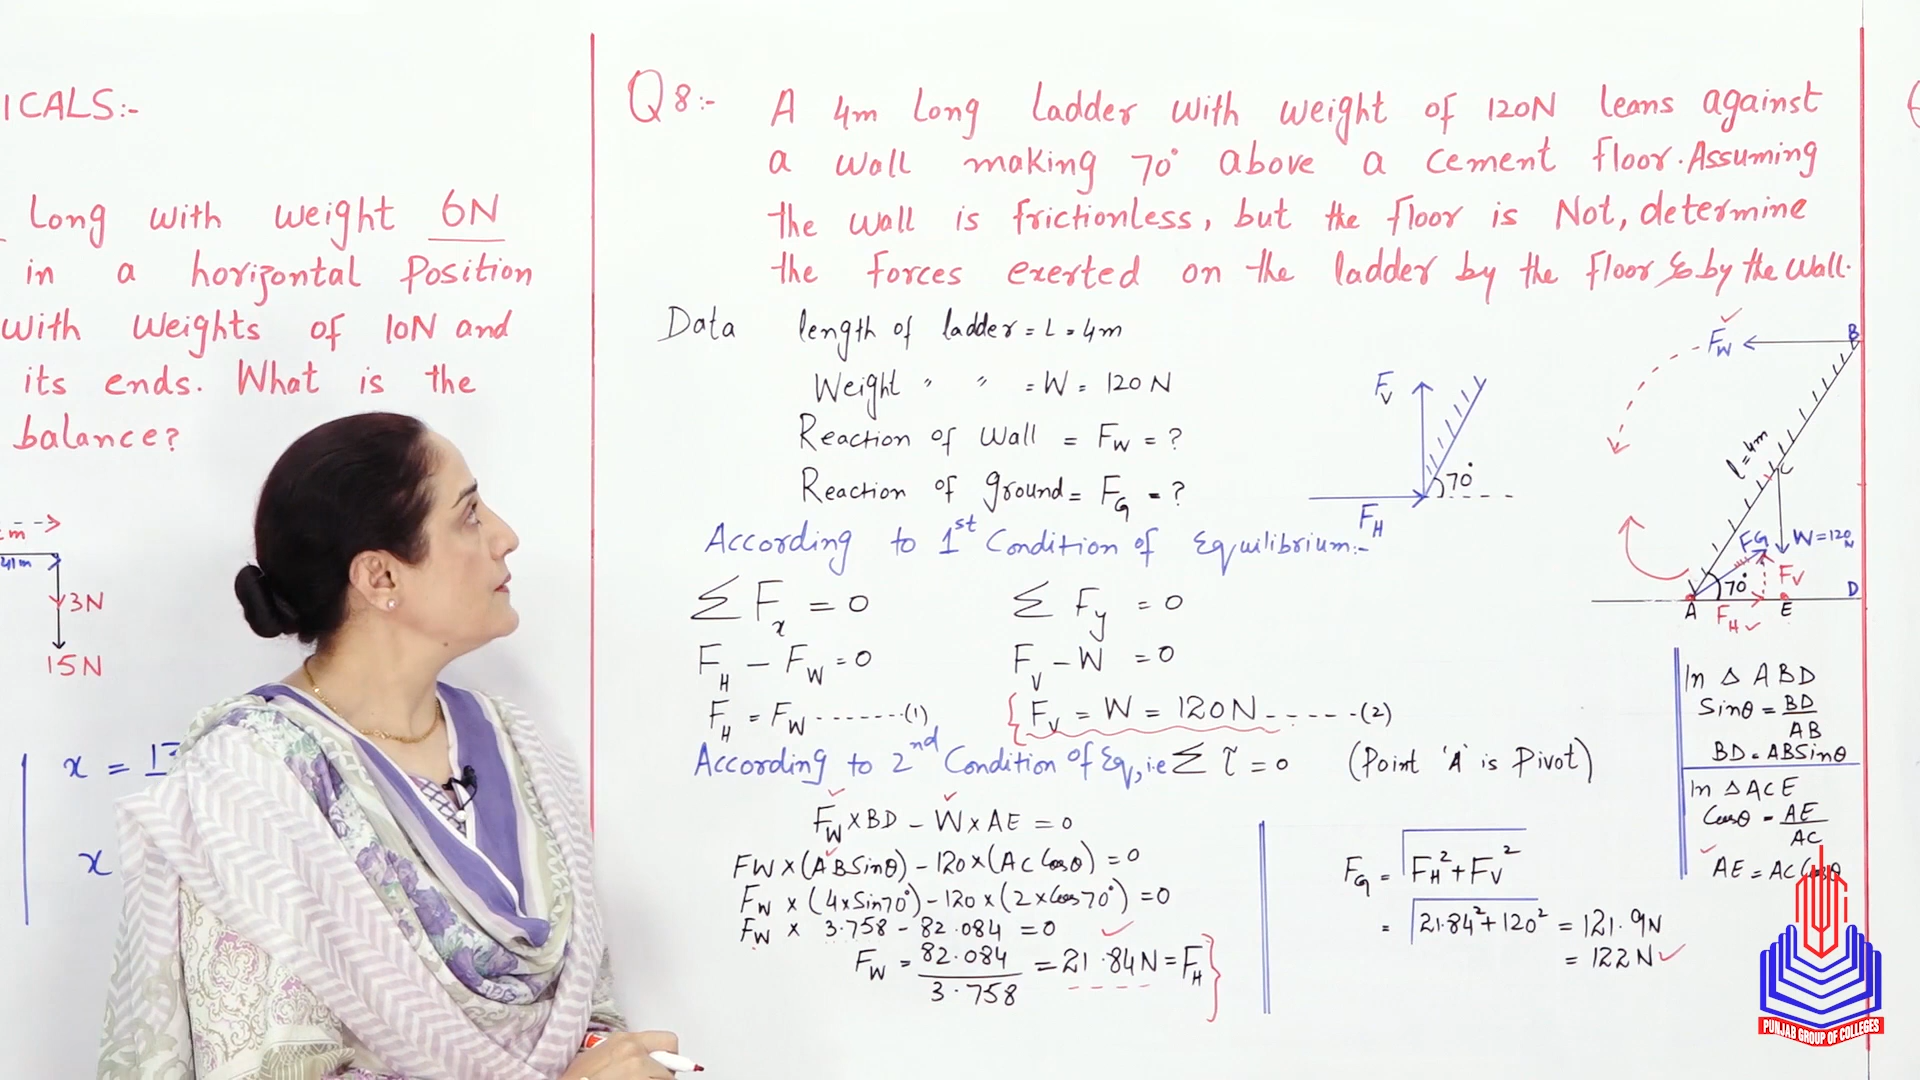 ICALS:-
Long with weight 6N
in a horizontal Position
with weights of 10N and
its ends. What is the
balance?
41m
3N
15N
x =
x
Q8:- A 4m Long Ladder with weight of 120N leans against
a wall making 70° above a cement floor. Assuming
the wall is frictionless, but the floor is Not, determine
the forces exerted on the ladder by the floor & by the wall.
Data length of ladder = L = 4m
Weight " " = W = 120 N
Reaction of wall = FW = ?
Reaction of ground = FG = ?
According to 1st Condition of Equilibrium:-
ΣFx = 0 ΣFy = 0
FH - FW = 0 FV - W = 0
FH = FW -------(1) FV = W = 120N------(2)
According to 2nd Condition of Eq, i.e Στ = 0 (Point 'A' is Pivot)
FW × BD - W × AE = 0
FW × (ABSinθ) - 120 × (AC Cosθ) = 0
FW × (4×Sin70°) - 120 × (2×Cos70°) = 0
FW × 3.758 - 82.084 = 0
FW = 82.084/3.758 = 21.84N = FH
FG = √FH²+FV²
= √21.84²+120² = 121.9N
= 122N
FV
70°
FH
FW
B
l=4m
C
FG W=120N
70° FV D
A FH E
In Δ ABD
Sinθ = BD/AB
BD = ABSinθ
In Δ ACE
Cosθ = AE/AC
AE = AC Cosθ
PUNJAB GROUP OF COLLEGES